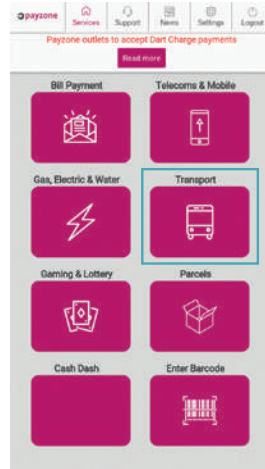 payzone Services Support News Settings Logout
Payzone outlets to accept Dart Charge payments
Read more
Bill Payment Telecoms & Mobile
Gas, Electric & Water Transport
Gaming & Lottery Parcels
Cash Dash Enter Barcode